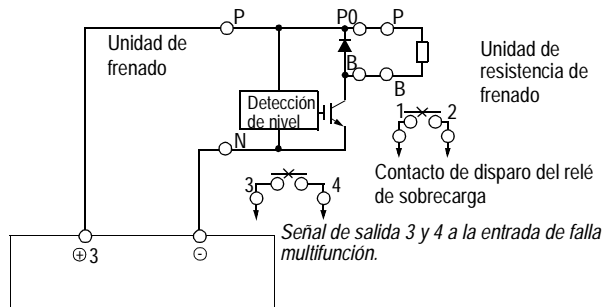 P P0 P
Unidad de
frenado
B
B
Unidad de
resistencia de
frenado
Detección
de nivel
1 2
N
Contacto de disparo del relé
de sobrecarga
3 4
Señal de salida 3 y 4 a la entrada de falla
multifunción.
⊕3 ⊖